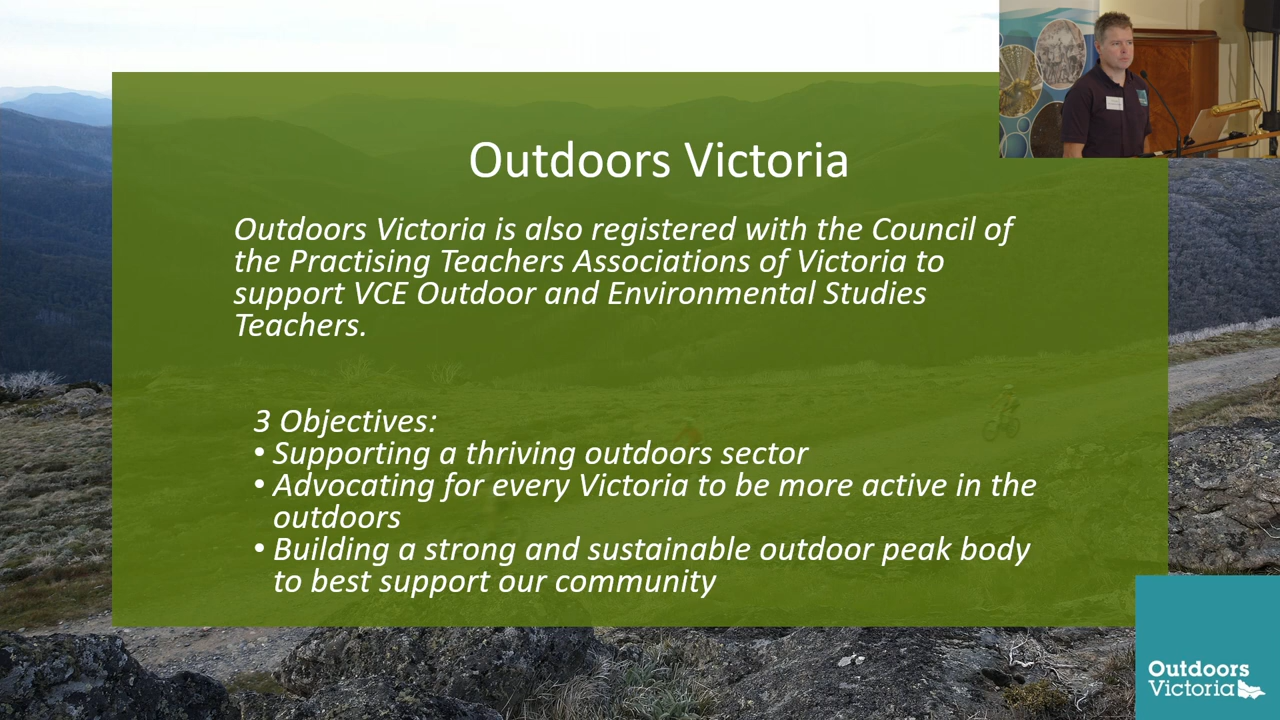 Outdoors Victoria
Outdoors Victoria is also registered with the Council of
the Practising Teachers Associations of Victoria to
support VCE Outdoor and Environmental Studies
Teachers.
3 Objectives:
• Supporting a thriving outdoors sector
• Advocating for every Victoria to be more active in the
outdoors
• Building a strong and sustainable outdoor peak body
to best support our community
Outdoors
Victoria